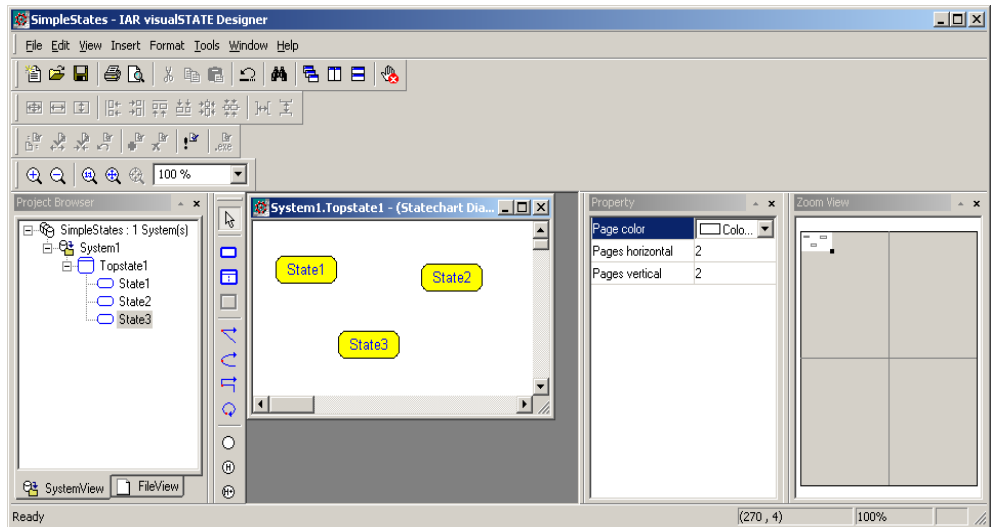 SimpleStates - IAR visualSTATE Designer
File Edit View Insert Format Tools Window Help
100 %
Project Browser
SimpleStates : 1 System(s)
System1
Topstate1
State1
State2
State3
SystemView
FileView
System1.Topstate1 - (Statechart Dia...
State1
State2
State3
Property
Page color
Colo...
Pages horizontal 2
Pages vertical 2
Zoom View
Ready
(270 , 4)
100%